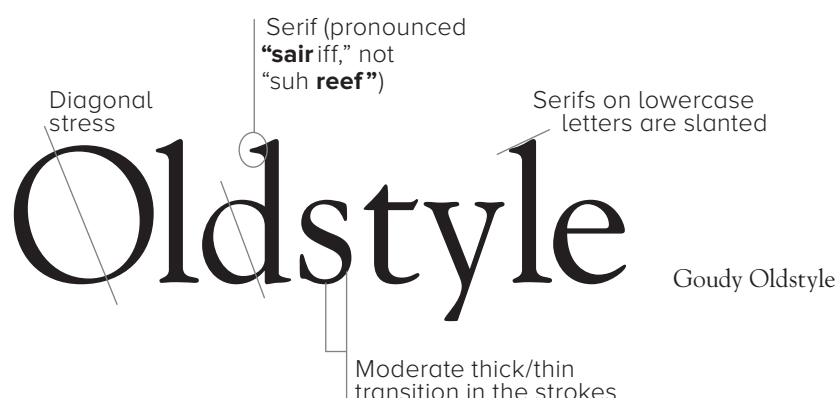 Serif (pronounced
“sair iff,” not
“suh reef”)
Diagonal
stress
Serifs on lowercase
letters are slanted
Oldstyle
Goudy Oldstyle
Moderate thick/thin
transition in the strokes